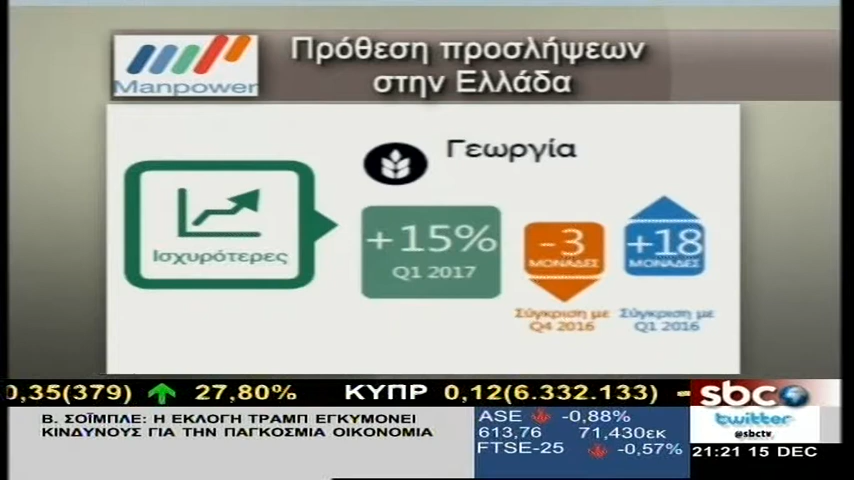 Manpower
Πρόθεση προσλήψεων
στην Ελλάδα
Γεωργία
Ισχυρότερες
+15%
Q1 2017
-3
ΜΟΝΑΔΕΣ
+18
ΜΟΝΑΔΕΣ
Σύγκριση με
Q4 2016
Σύγκριση με
Q1 2016
0,35(379) 27,80% ΚΥΠΡ 0,12(6.332.133)
sbc
Β. ΣΟΪΜΠΛΕ: Η ΕΚΛΟΓΗ ΤΡΑΜΠ ΕΓΚΥΜΟΝΕΙ
ΚΙΝΔΥΝΟΥΣ ΓΙΑ ΤΗΝ ΠΑΓΚΟΣΜΙΑ ΟΙΚΟΝΟΜΙΑ
ASE -0,88%
613,76 71,430εκ
FTSE-25 -0,57%
twitter
@sbctv
21:21 15 DEC